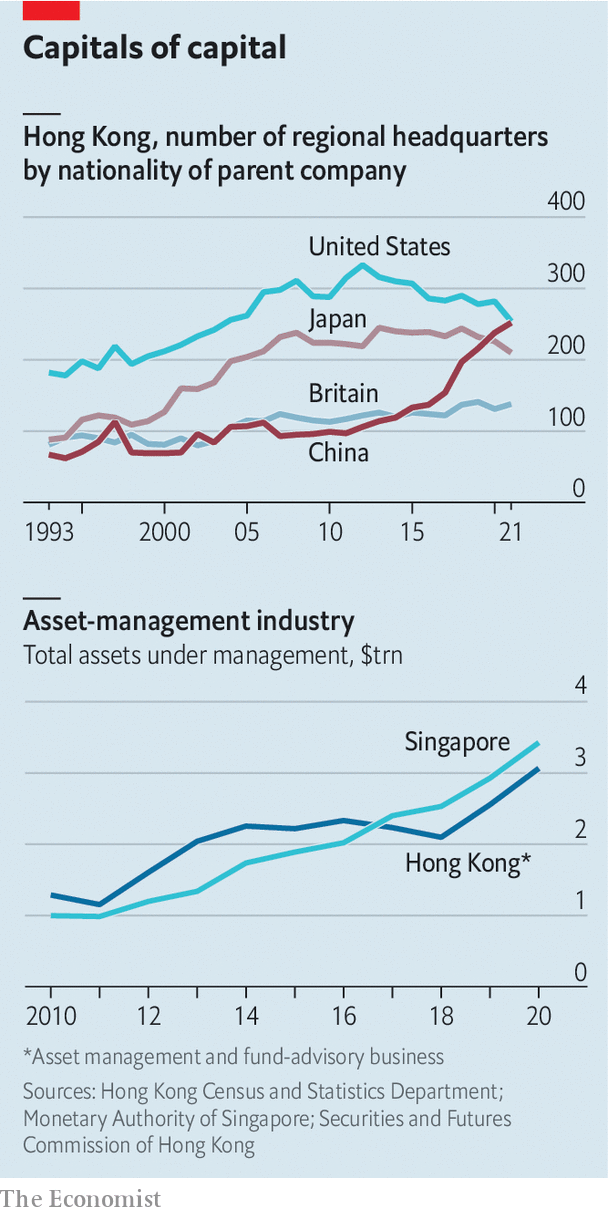 Capitals of capital
Hong Kong, number of regional headquarters
by nationality of parent company
400
United States
300
Japan
200
Britain
100
China
0
1993 2000 05 10 15 21
Asset-management industry
Total assets under management, $trn
4
Singapore
3
2
Hong Kong*
1
0
2010 12 14 16 18 20
*Asset management and fund-advisory business
Sources: Hong Kong Census and Statistics Department;
Monetary Authority of Singapore; Securities and Futures
Commission of Hong Kong
The Economist